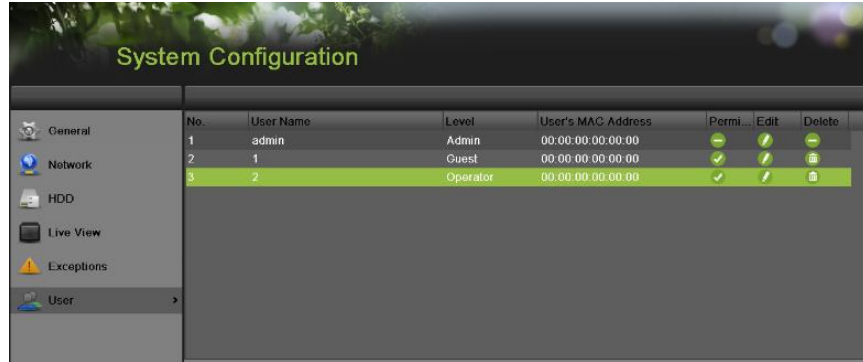 System Configuration
General
Network
HDD
Live View
Exceptions
User
No. User Name Level User's MAC Address Permi... Edit Delete
1 admin Admin 00:00:00:00:00:00
2 1 Guest 00:00:00:00:00:00
3 2 Operator 00:00:00:00:00:00